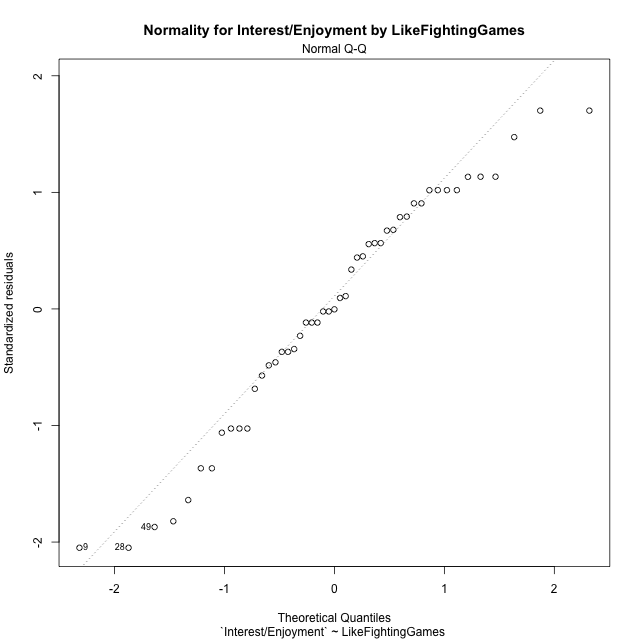 Normality for Interest/Enjoyment by LikeFightingGames
Normal Q-Q
Standardized residuals
2
1
0
-1
-2
9
28
49
-2
-1
0
1
2
Theoretical Quantiles
`Interest/Enjoyment` ~ LikeFightingGames